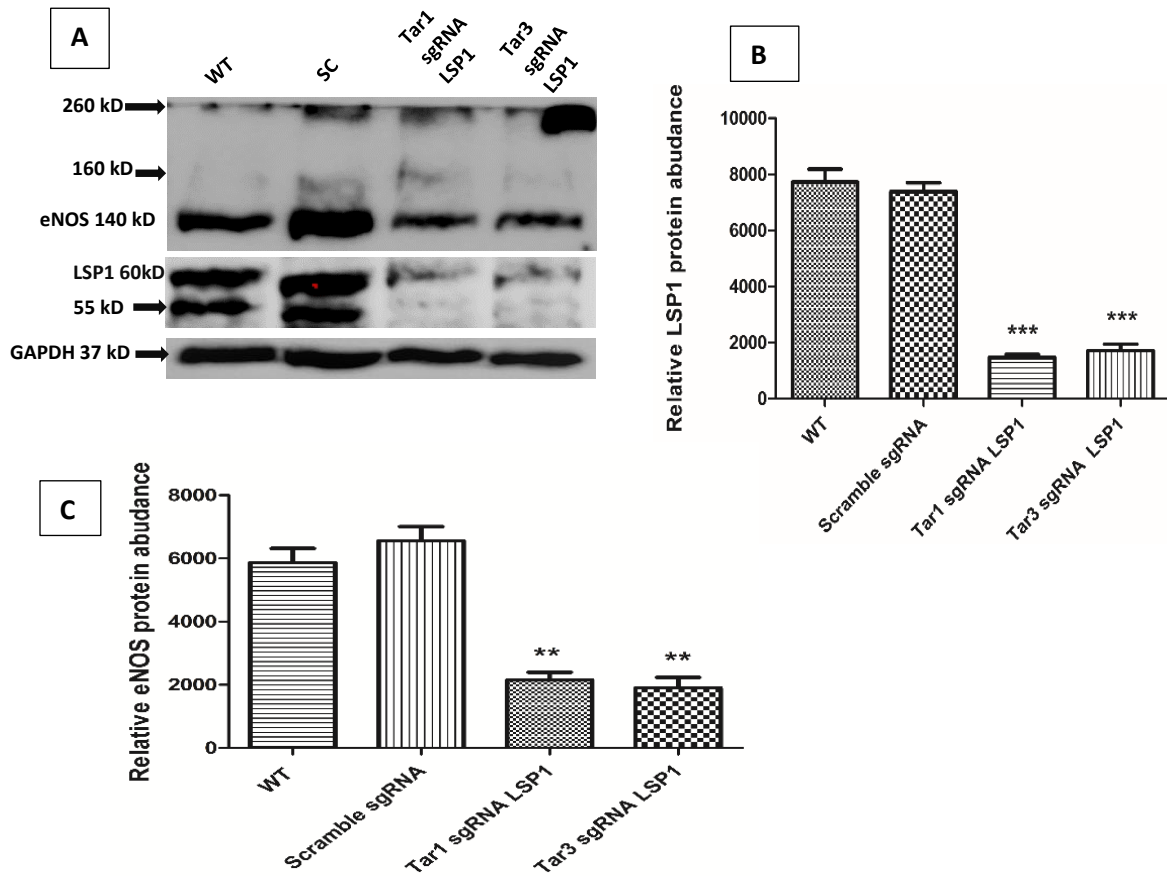 A
WT
SC
Tar1
sgRNA
LSP1
Tar3
sgRNA
LSP1
260 kD
160 kD
eNOS 140 kD
LSP1 60kD
55 kD
GAPDH 37 kD
B
Relative LSP1 protein abudance
10000
8000
6000
4000
2000
0
***
***
WT
Scramble sgRNA
Tar1 sgRNA LSP1
Tar3 sgRNA LSP1
C
Relative eNOS protein abudance
8000
6000
4000
2000
0
**
**
WT
Scramble sgRNA
Tar1 sgRNA LSP1
Tar3 sgRNA LSP1